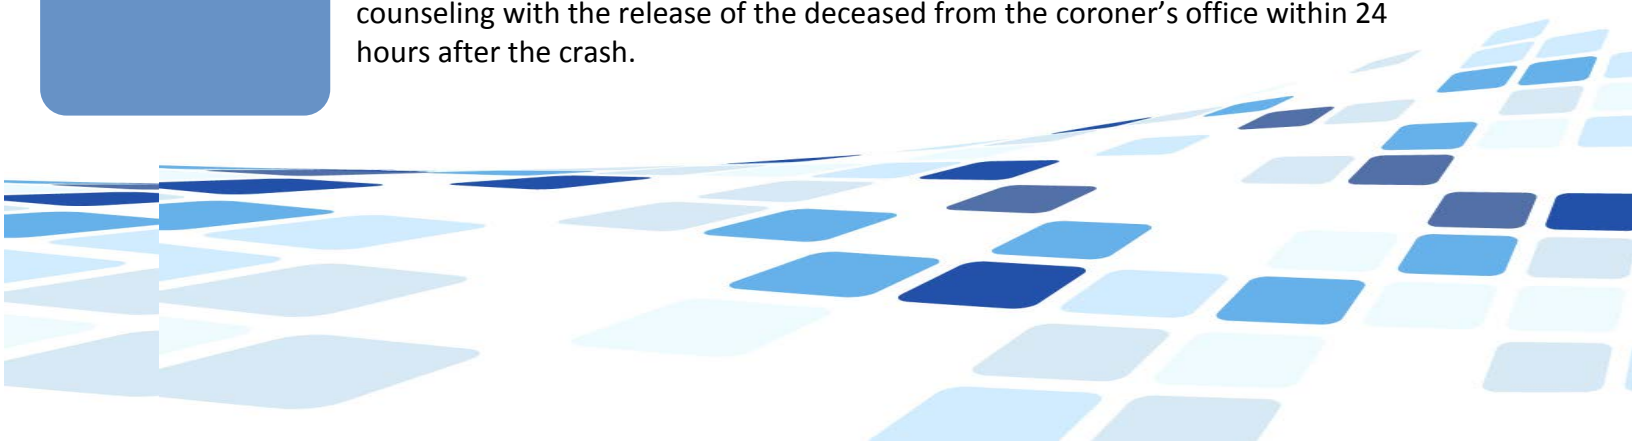 counseling with the release of the deceased from the coroner’s office within 24
hours after the crash.